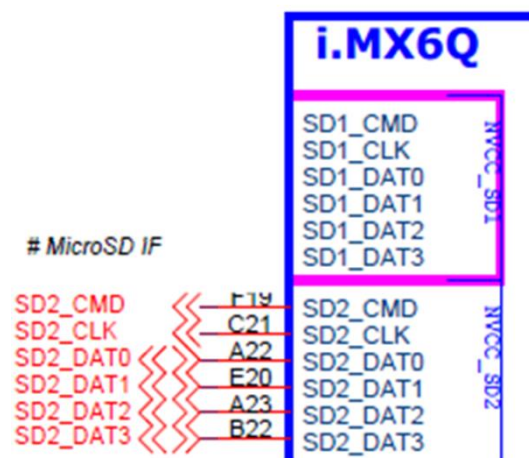 i.MX6Q
SD1_CMD
SD1_CLK
SD1_DAT0
SD1_DAT1
SD1_DAT2
SD1_DAT3
NVCC_SD1
# MicroSD IF
SD2_CMD F19 SD2_CMD
SD2_CLK C21 SD2_CLK
SD2_DAT0 A22 SD2_DAT0
SD2_DAT1 E20 SD2_DAT1
SD2_DAT2 A23 SD2_DAT2
SD2_DAT3 B22 SD2_DAT3
NVCC_SD2